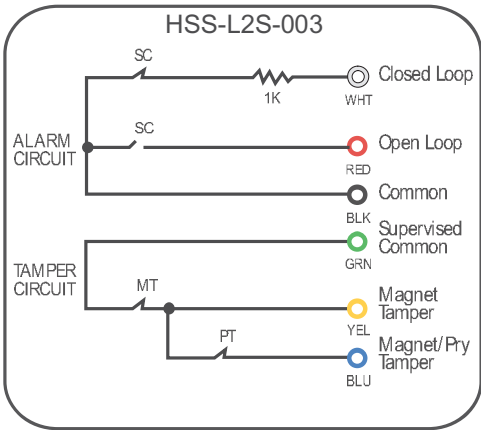 HSS-L2S-003
SC
1K
Closed Loop
WHT
ALARM
CIRCUIT
SC
Open Loop
RED
Common
BLK
Supervised
Common
GRN
TAMPER
CIRCUIT
MT
Magnet
Tamper
YEL
PT
Magnet/Pry
Tamper
BLU